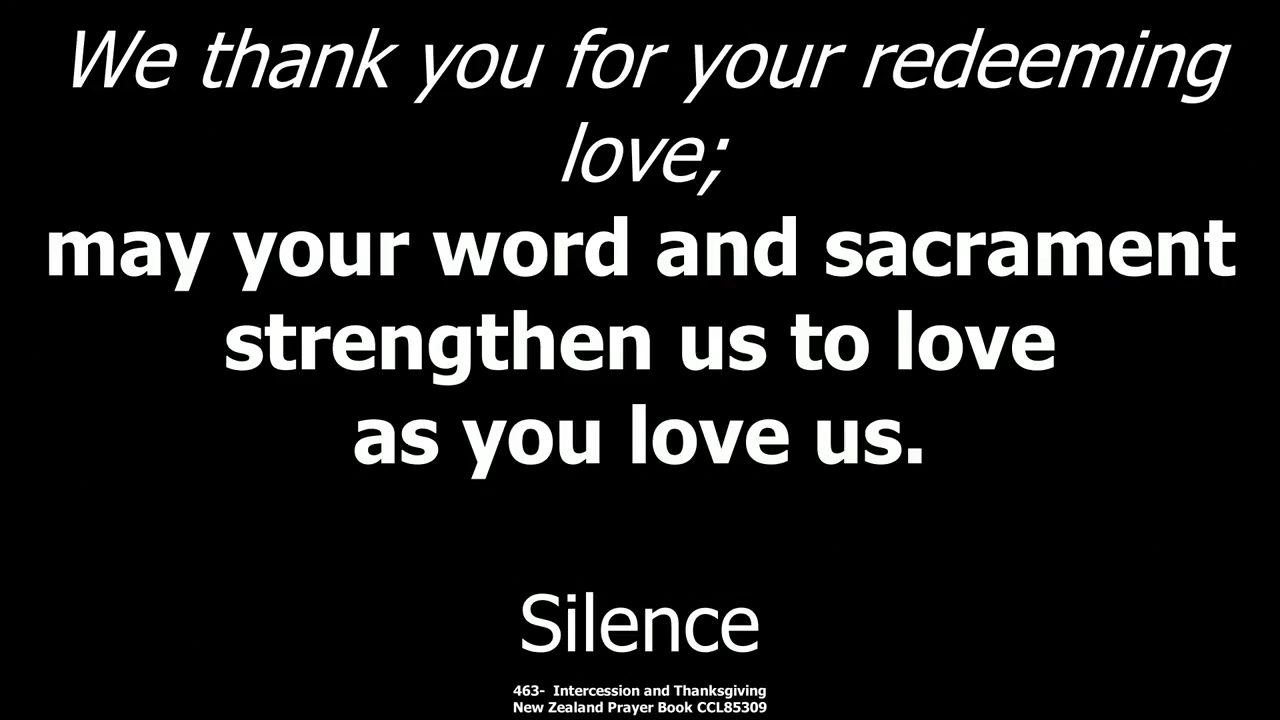 We thank you for your redeeming
love;
may your word and sacrament
strengthen us to love
as you love us.
Silence
463- Intercession and Thanksgiving
New Zealand Prayer Book CCL85309